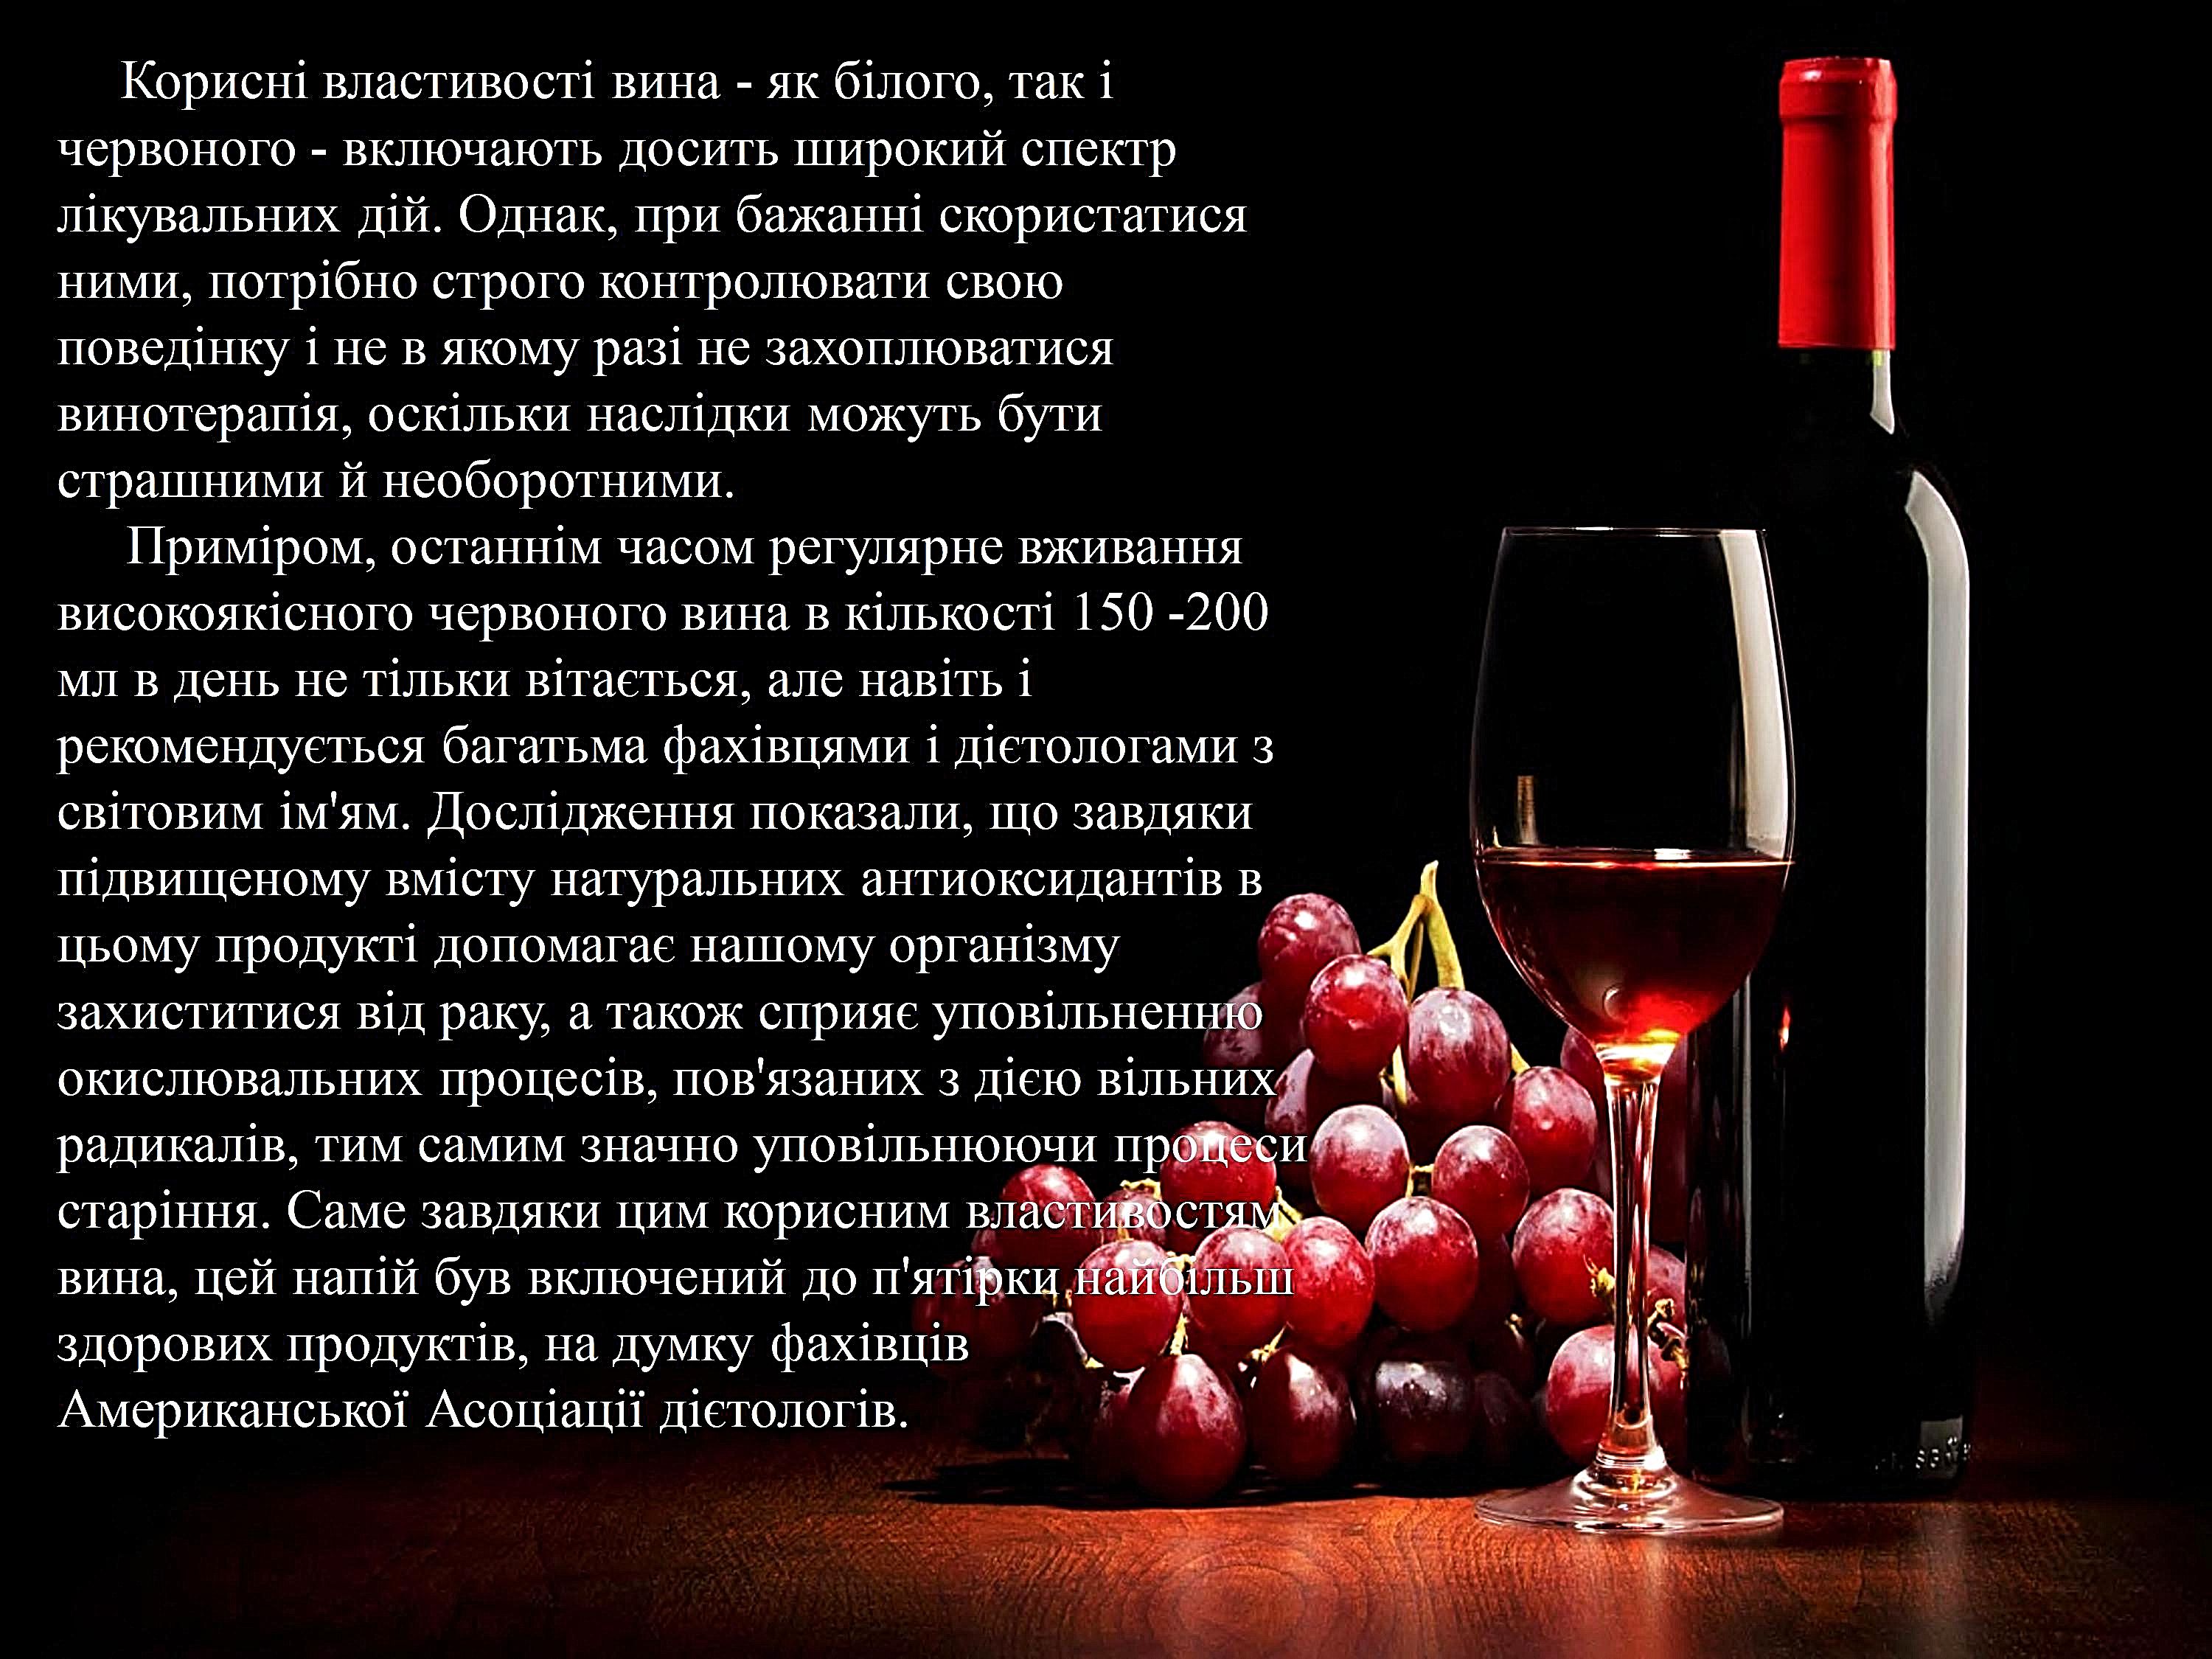 Корисні властивості вина - як білого, так і
червоного - включають досить широкий спектр
лікувальних дій. Однак, при бажанні скористатися
ними, потрібно строго контролювати свою
поведінку і не в якому разі не захоплюватися
винотерапія, оскільки наслідки можуть бути
страшними й необоротними.
Приміром, останнім часом регулярне вживання
високоякісного червоного вина в кількості 150 -200
мл в день не тільки вітається, але навіть і
рекомендується багатьма фахівцями і дієтологами з
світовим ім'ям. Дослідження показали, що завдяки
підвищеному вмісту натуральних антиоксидантів в
цьому продукті допомагає нашому організму
захиститися від раку, а також сприяє уповільненню
окислювальних процесів, пов'язаних з дією вільних
радикалів, тим самим значно уповільнюючи процеси
старіння. Саме завдяки цим корисним властивостям
вина, цей напій був включений до п'ятірки найбільш
здорових продуктів, на думку фахівців
Американської Асоціації дієтологів.